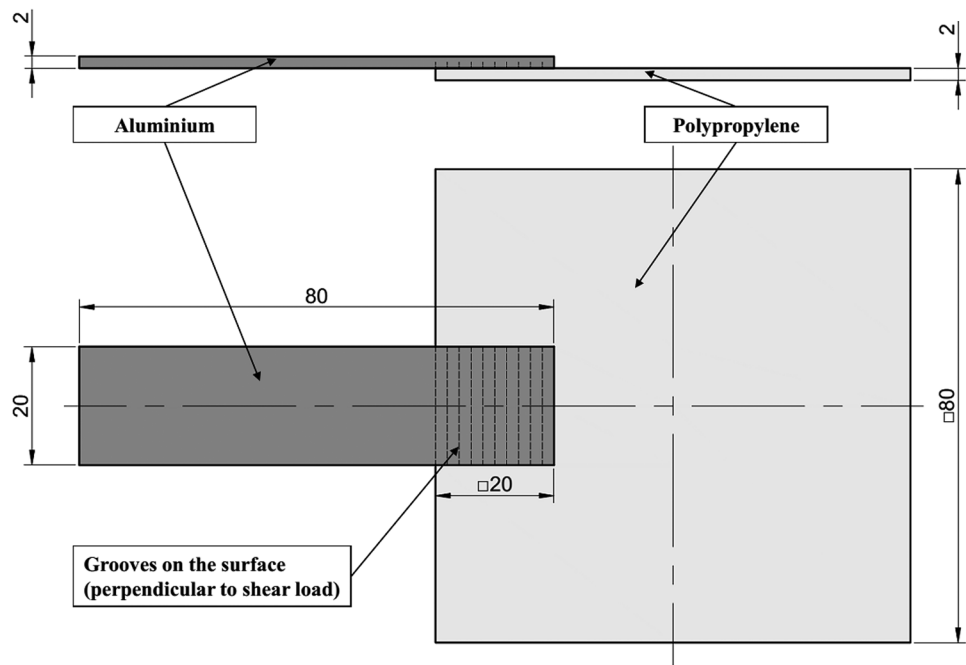 2
2
Aluminium
Polypropylene
80
20
□80
□20
Grooves on the surface
(perpendicular to shear load)